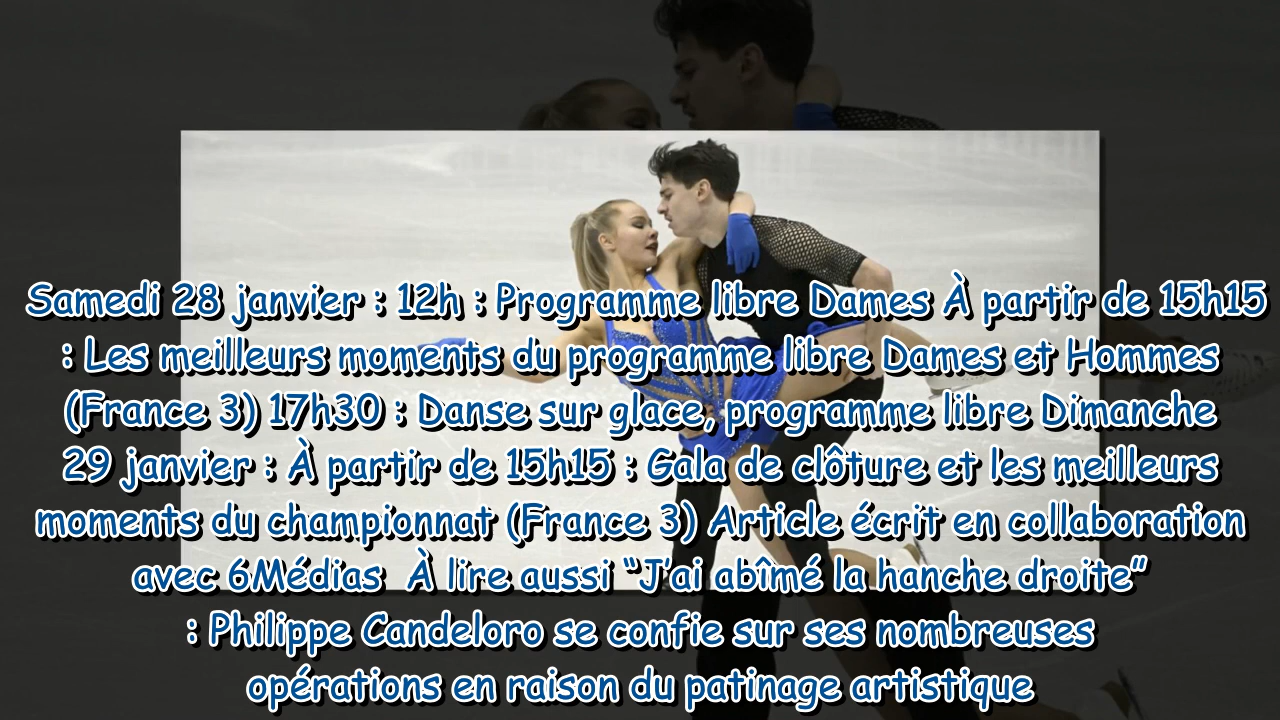 Samedi 28 janvier : 12h : Programme libre Dames À partir de 15h15
: Les meilleurs moments du programme libre Dames et Hommes
(France 3) 17h30 : Danse sur glace, programme libre Dimanche
29 janvier : À partir de 15h15 : Gala de clôture et les meilleurs
moments du championnat (France 3) Article écrit en collaboration
avec 6Médias À lire aussi “J’ai abîmé la hanche droite”
: Philippe Candeloro se confie sur ses nombreuses
opérations en raison du patinage artistique